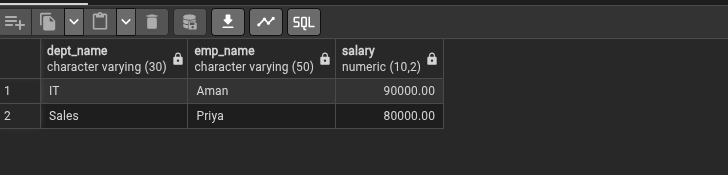 SQL
dept_name emp_name salary
character varying (30) character varying (50) numeric (10,2)
1 IT Aman 90000.00
2 Sales Priya 80000.00